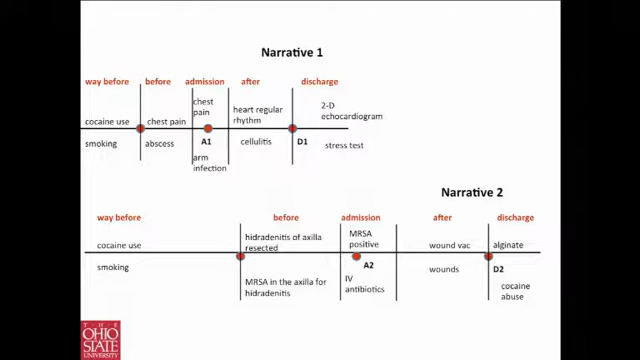 Narrative 1
way before before admission after discharge
chest
pain
2-D
echocardiogram
heart regular
rhythm
cocaine use chest pain
smoking abscess A1 cellulitis D1 stress test
arm
infection
Narrative 2
way before before admission after discharge
MRSA
positive
hidradenitis of axilla
resected
cocaine use wound vac alginate
smoking A2 wounds D2
MRSA in the axilla for
hidradenitis
IV
antibiotics
cocaine
abuse
THE
OHIO
STATE
UNIVERSITY